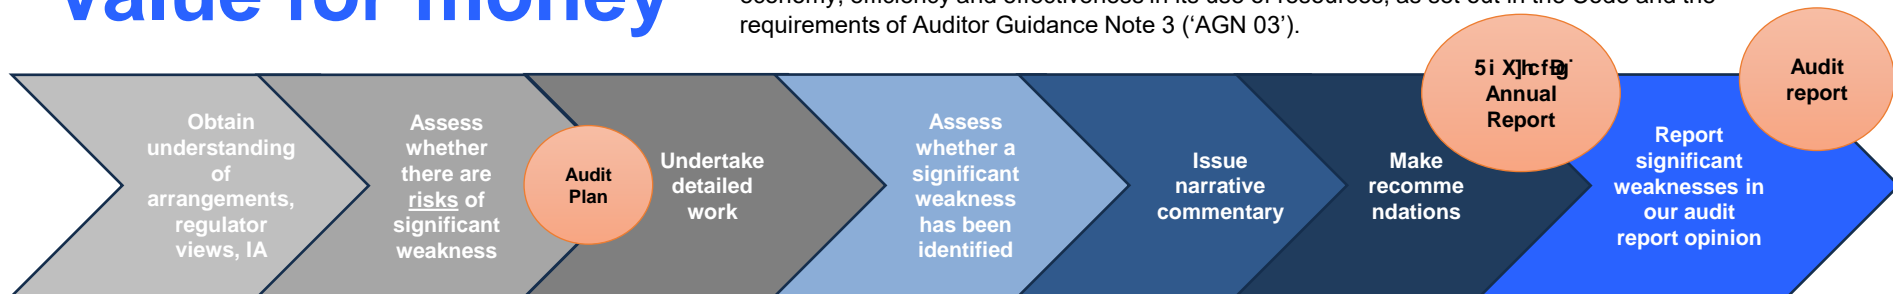 Value for money
economy, efficiency and effectiveness in its use of resources, as set out in the Code and the
requirements of Auditor Guidance Note 3 (‘AGN 03’).
Obtain
understanding
of
arrangements,
regulator
views, IA
Assess
whether
there are
risks of
significant
weakness
Audit
Plan
Undertake
detailed
work
Assess
whether a
significant
weakness
has been
identified
Issue
narrative
commentary
Make
recomme
ndations
Annual
Report
Report
significant
weaknesses in
our audit
report opinion
Audit
report